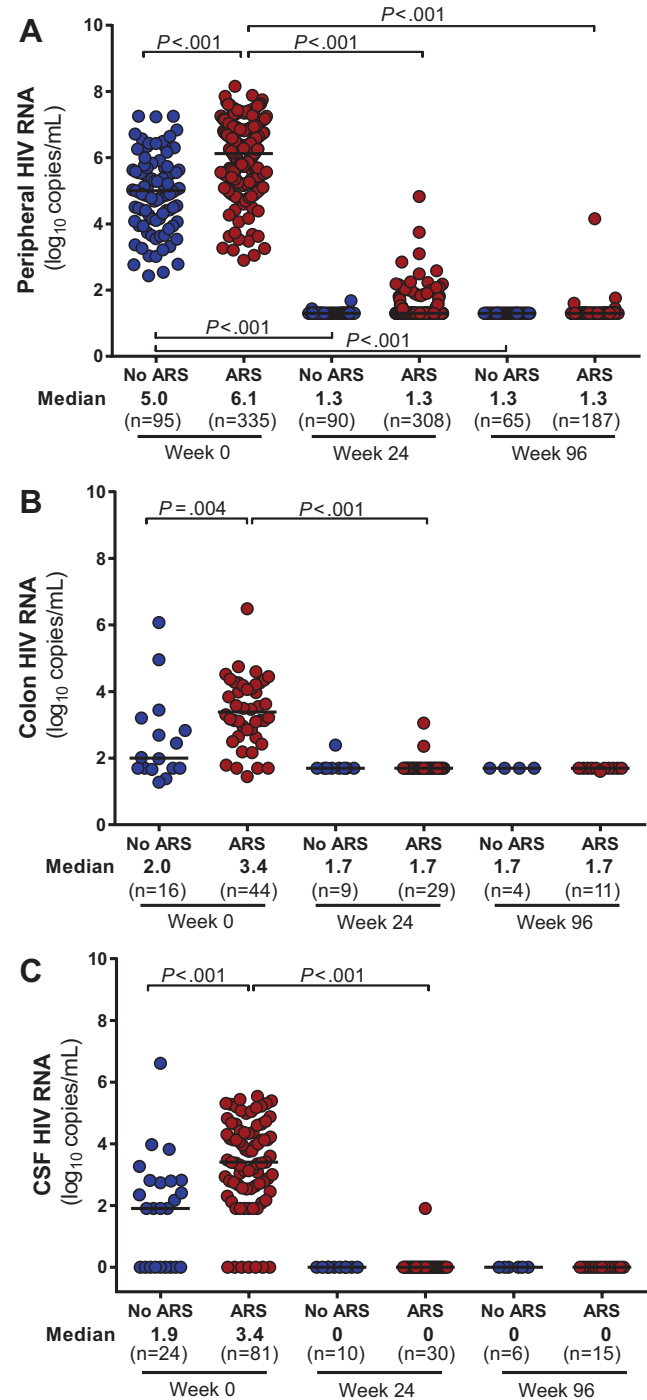 A
Peripheral HIV RNA
(log10 copies/mL)
10
8
6
4
2
0
P<.001
P<.001
P<.001
P<.001
P<.001
No ARS ARS No ARS ARS No ARS ARS
Median 5.0 6.1 1.3 1.3 1.3 1.3
(n=95) (n=335) (n=90) (n=308) (n=65) (n=187)
Week 0 Week 24 Week 96
B
Colon HIV RNA
(log10 copies/mL)
10
8
6
4
2
0
P=.004
P<.001
No ARS ARS No ARS ARS No ARS ARS
Median 2.0 3.4 1.7 1.7 1.7 1.7
(n=16) (n=44) (n=9) (n=29) (n=4) (n=11)
Week 0 Week 24 Week 96
C
CSF HIV RNA
(log10 copies/mL)
10
8
6
4
2
0
P<.001
P<.001
No ARS ARS No ARS ARS No ARS ARS
Median 1.9 3.4 0 0 0 0
(n=24) (n=81) (n=10) (n=30) (n=6) (n=15)
Week 0 Week 24 Week 96